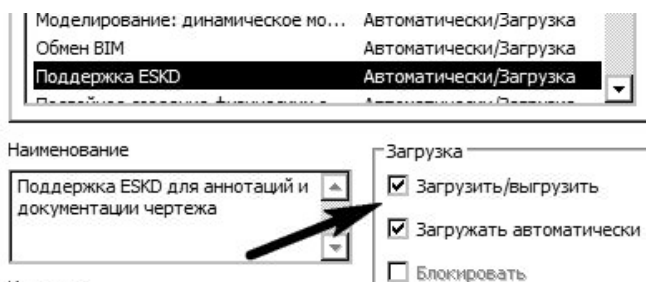 Моделирование: динамическое мо... Автоматически/Загрузка
Обмен BIM Автоматически/Загрузка
Поддержка ESKD Автоматически/Загрузка
Наименование
Загрузка
Поддержка ESKD для аннотаций и
документации чертежа
Загрузить/выгрузить
Загружать автоматически
Блокировать